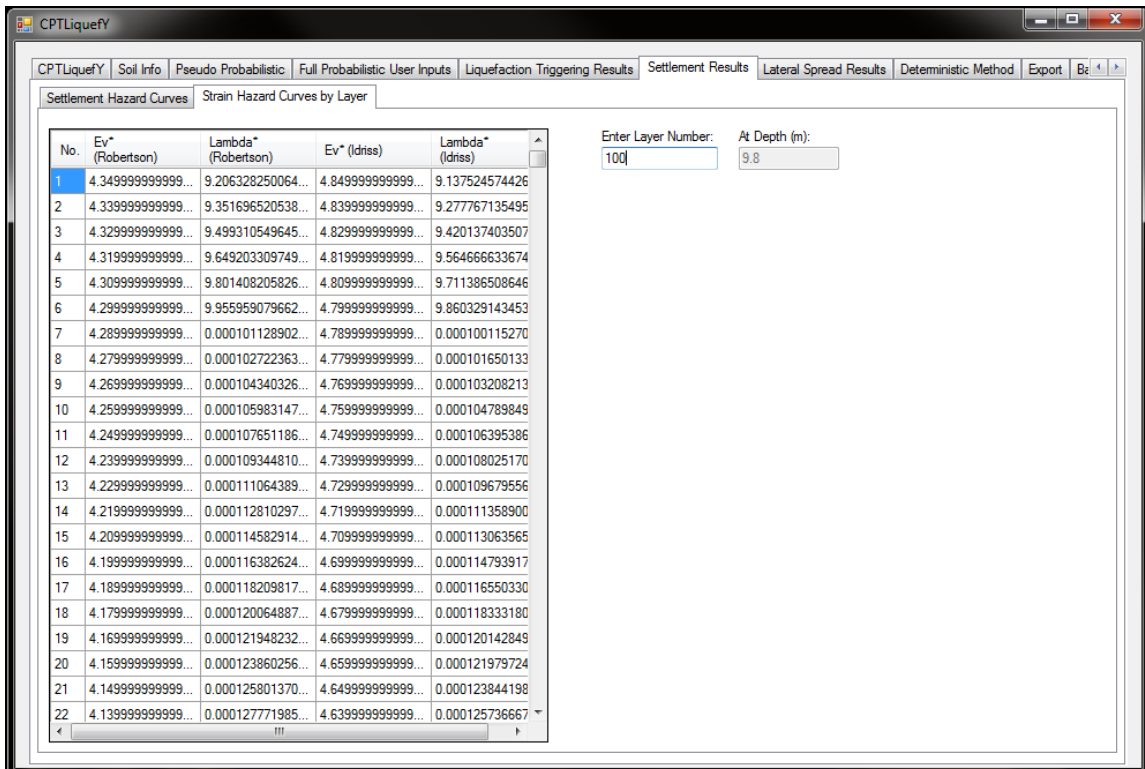 CPTLiquefY
CPTLiquefY Soil Info Pseudo Probabilistic Full Probabilistic User Inputs Liquefaction Triggering Results Settlement Results Lateral Spread Results Deterministic Method Export Ba
Settlement Hazard Curves Strain Hazard Curves by Layer
No. Ev* (Robertson) Lambda* (Robertson) Ev* (Idriss) Lambda* (Idriss)
1 4.349999999999... 9.206328250064... 4.849999999999... 9.137524574426
2 4.339999999999... 9.351696520538... 4.839999999999... 9.277767135495
3 4.329999999999... 9.499310549645... 4.829999999999... 9.420137403507
4 4.319999999999... 9.649203309749... 4.819999999999... 9.564666633674
5 4.309999999999... 9.801408205826... 4.809999999999... 9.711386508646
6 4.299999999999... 9.955959079662... 4.799999999999... 9.860329143453
7 4.289999999999... 0.000101128902... 4.789999999999... 0.000100115270
8 4.279999999999... 0.000102722363... 4.779999999999... 0.000101650133
9 4.269999999999... 0.000104340326... 4.769999999999... 0.000103208213
10 4.259999999999... 0.000105983147... 4.759999999999... 0.000104789849
11 4.249999999999... 0.000107651186... 4.749999999999... 0.000106395386
12 4.239999999999... 0.000109344810... 4.739999999999... 0.000108025170
13 4.229999999999... 0.000111064389... 4.729999999999... 0.000109679556
14 4.219999999999... 0.000112810297... 4.719999999999... 0.000111358900
15 4.209999999999... 0.000114582914... 4.709999999999... 0.000113063565
16 4.199999999999... 0.000116382624... 4.699999999999... 0.000114793917
17 4.189999999999... 0.000118209817... 4.689999999999... 0.000116550330
18 4.179999999999... 0.000120064887... 4.679999999999... 0.000118333180
19 4.169999999999... 0.000121948232... 4.669999999999... 0.000120142849
20 4.159999999999... 0.000123860256... 4.659999999999... 0.000121979724
21 4.149999999999... 0.000125801370... 4.649999999999... 0.000123844198
22 4.139999999999... 0.000127771985... 4.639999999999... 0.000125736667
Enter Layer Number: At Depth (m):
100 9.8